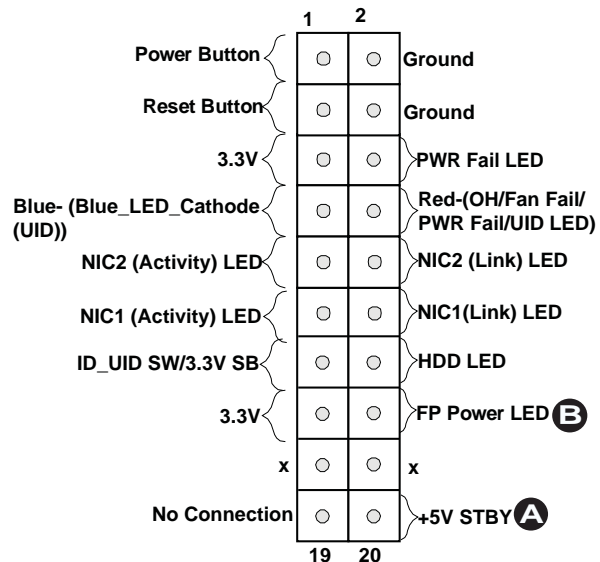 1 2
Power Button Ground
Reset Button Ground
3.3V PWR Fail LED
Blue- (Blue_LED_Cathode Red-(OH/Fan Fail/
(UID)) PWR Fail/UID LED)
NIC2 (Activity) LED NIC2 (Link) LED
NIC1 (Activity) LED NIC1(Link) LED
ID_UID SW/3.3V SB HDD LED
3.3V FP Power LED B
x x
No Connection +5V STBY A
19 20